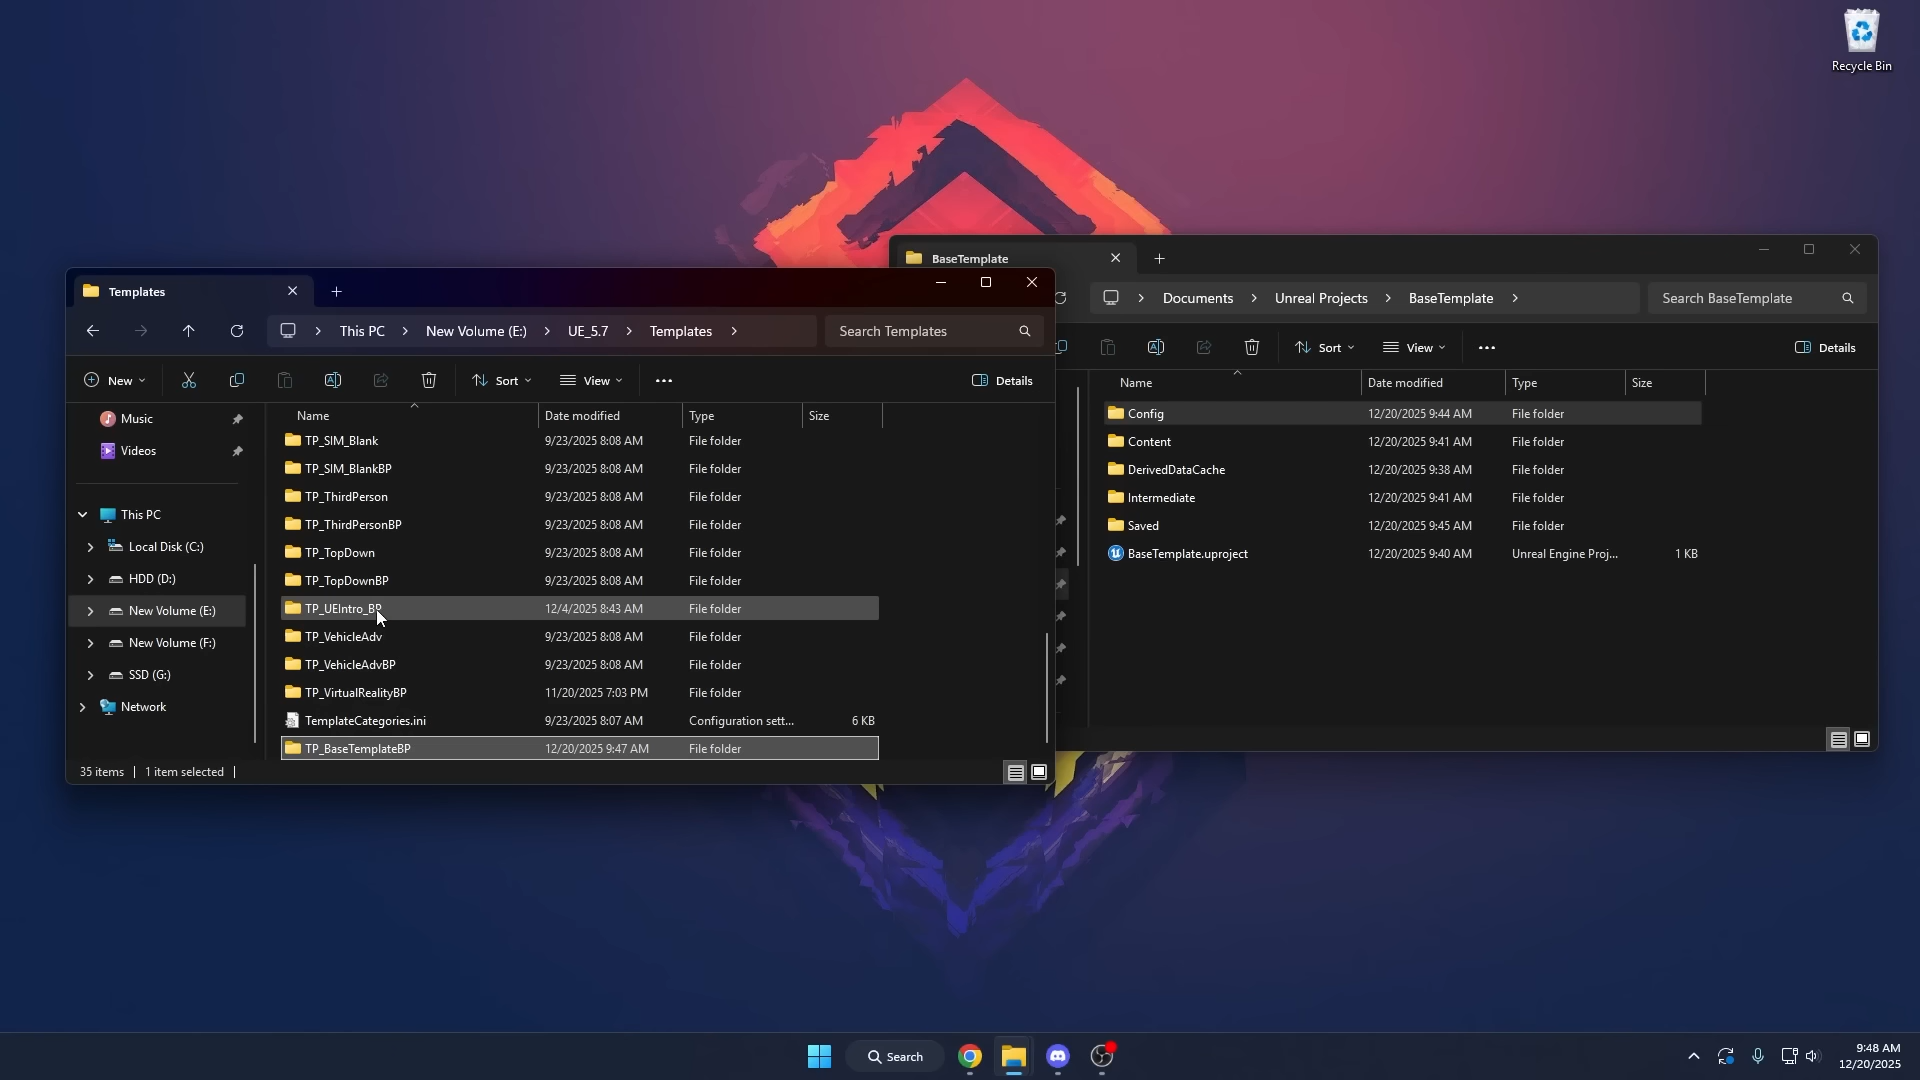 Recycle Bin
BaseTemplate
Documents > Unreal Projects > BaseTemplate >
Search BaseTemplate
Sort
View
Details
Name
Date modified
Type
Size
Config 12/20/2025 9:44 AM File folder
Content 12/20/2025 9:41 AM File folder
DerivedDataCache 12/20/2025 9:38 AM File folder
Intermediate 12/20/2025 9:41 AM File folder
Saved 12/20/2025 9:45 AM File folder
BaseTemplate.uproject 12/20/2025 9:40 AM Unreal Engine Proj... 1 KB
Templates
This PC > New Volume (E:) > UE_5.7 > Templates >
Search Templates
New
Sort
View
Details
Music
Videos
This PC
Local Disk (C:)
HDD (D:)
New Volume (E:)
New Volume (F:)
SSD (G:)
Network
Name
Date modified
Type
Size
TP_SIM_Blank 9/23/2025 8:08 AM File folder
TP_SIM_BlankBP 9/23/2025 8:08 AM File folder
TP_ThirdPerson 9/23/2025 8:08 AM File folder
TP_ThirdPersonBP 9/23/2025 8:08 AM File folder
TP_TopDown 9/23/2025 8:08 AM File folder
TP_TopDownBP 9/23/2025 8:08 AM File folder
TP_UEIntro_BP 12/4/2025 8:43 AM File folder
TP_VehicleAdv 9/23/2025 8:08 AM File folder
TP_VehicleAdvBP 9/23/2025 8:08 AM File folder
TP_VirtualRealityBP 11/20/2025 7:03 PM File folder
TemplateCategories.ini 9/23/2025 8:07 AM Configuration sett... 6 KB
TP_BaseTemplateBP 12/20/2025 9:47 AM File folder
35 items | 1 item selected |
Search
9:48 AM
12/20/2025